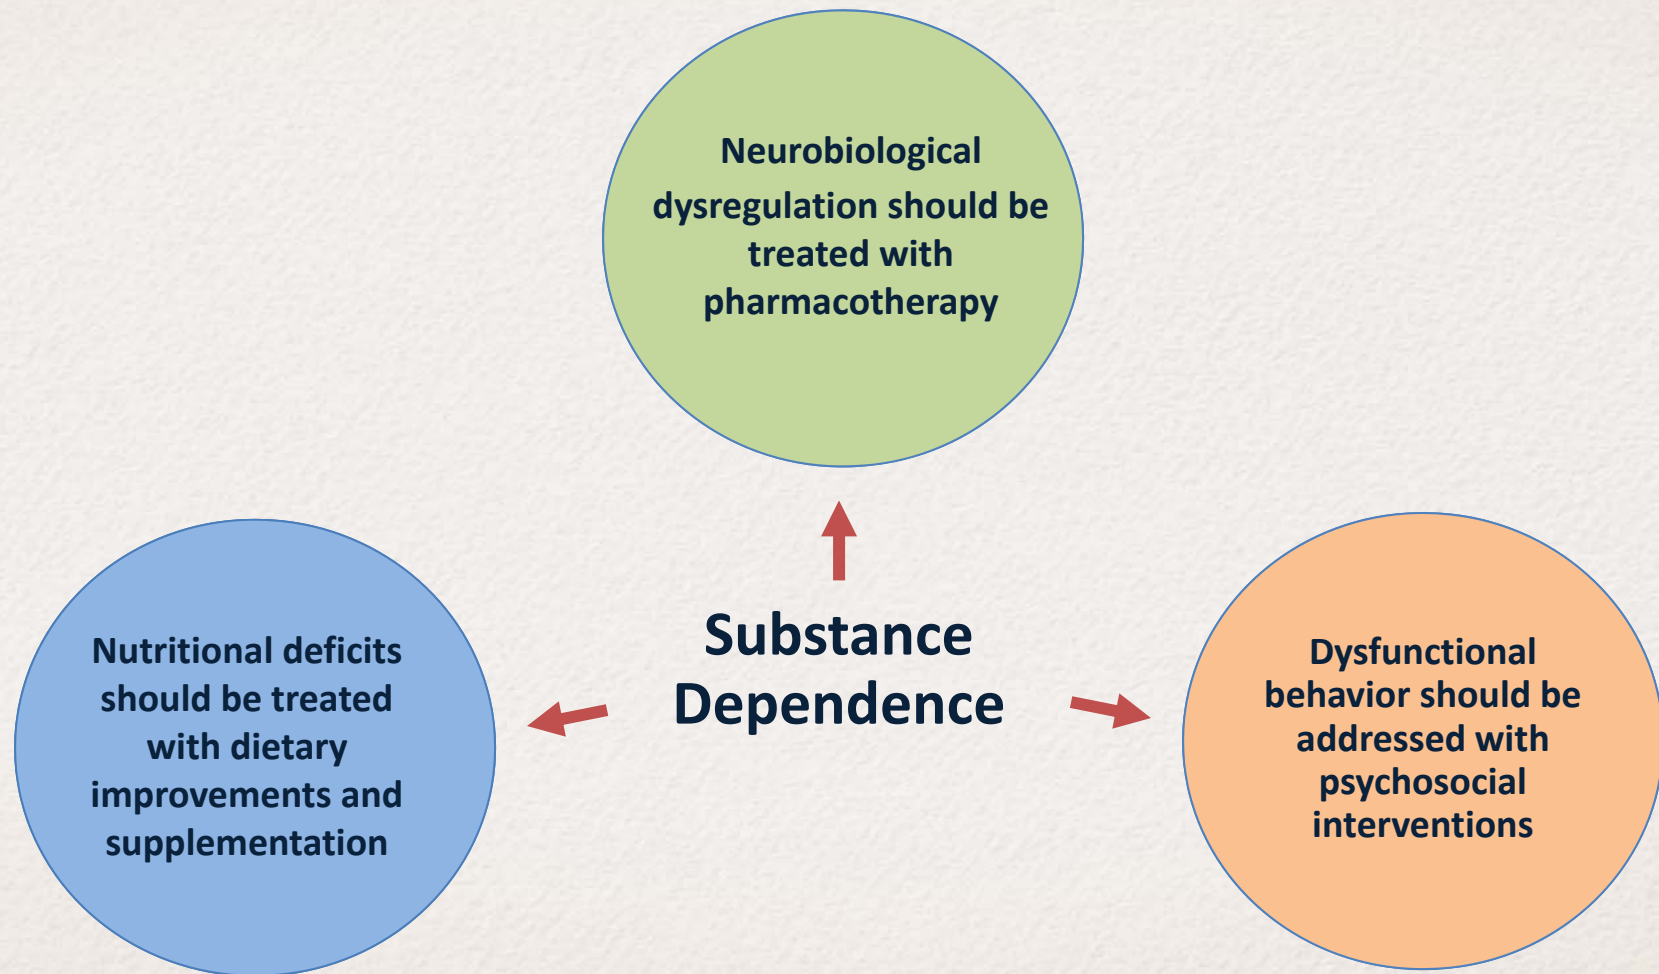 Neurobiological
dysregulation should be
treated with
pharmacotherapy
Substance
Dependence
Nutritional deficits
should be treated
with dietary
improvements and
supplementation
Dysfunctional
behavior should be
addressed with
psychosocial
interventions